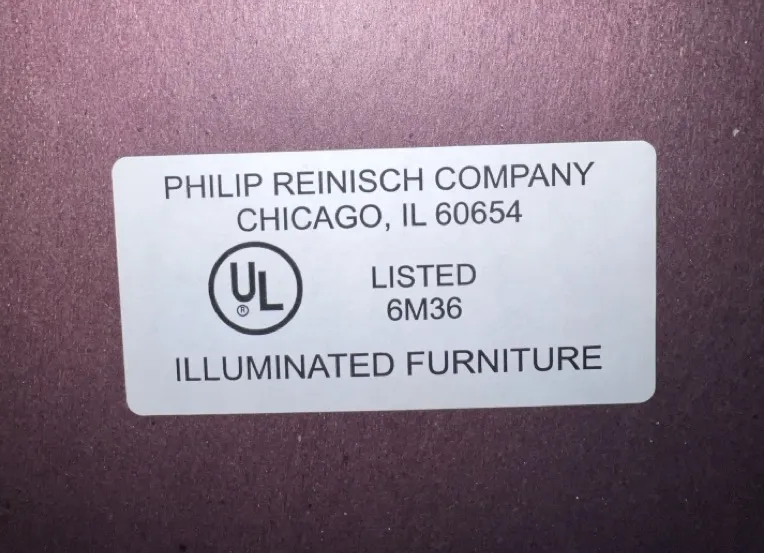 PHILIP REINISCH COMPANY
CHICAGO, IL 60654
UL LISTED
® 6M36
ILLUMINATED FURNITURE